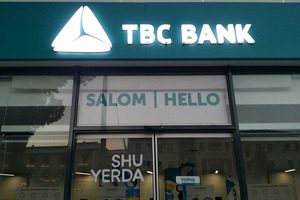 TBC BANK
SALOM | HELLO
SHU
YERDA